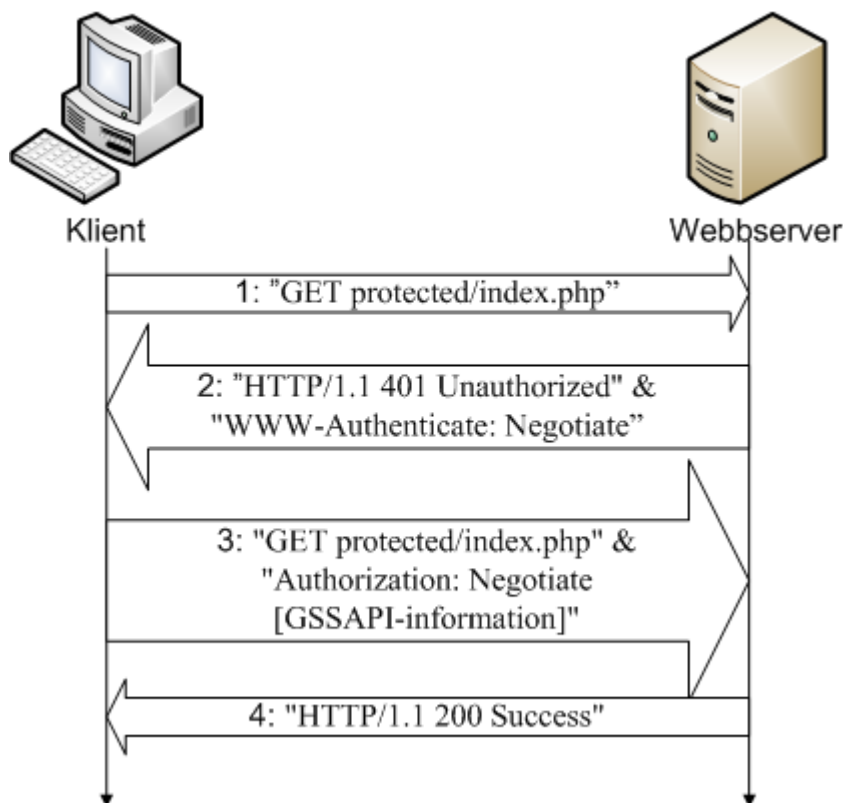 Klient
Webbserver
1: "GET protected/index.php”
2: "HTTP/1.1 401 Unauthorized" &
"WWW-Authenticate: Negotiate”
3: "GET protected/index.php" &
"Authorization: Negotiate
[GSSAPI-information]"
4: "HTTP/1.1 200 Success"